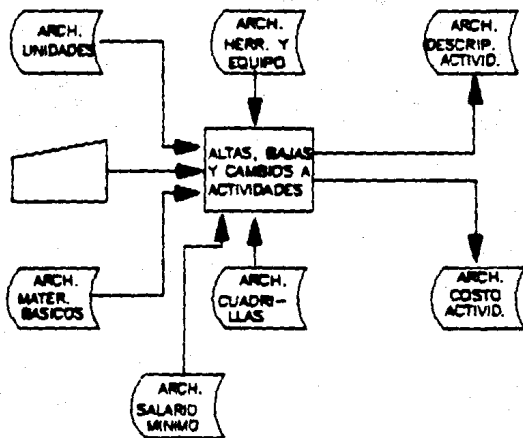 ARCH.
UNIDADES
ARCH.
HERR. Y
EQUIPO
ARCH.
DESCRIP.
ACTIVID.
ALTAS, BAJAS
Y CAMBIOS A
ACTIVIDADES
ARCH.
MATER.
BASICOS
ARCH.
CUADRI-
LLAS
ARCH.
COSTO
ACTIVID.
ARCH.
SALARIO
MINIMO